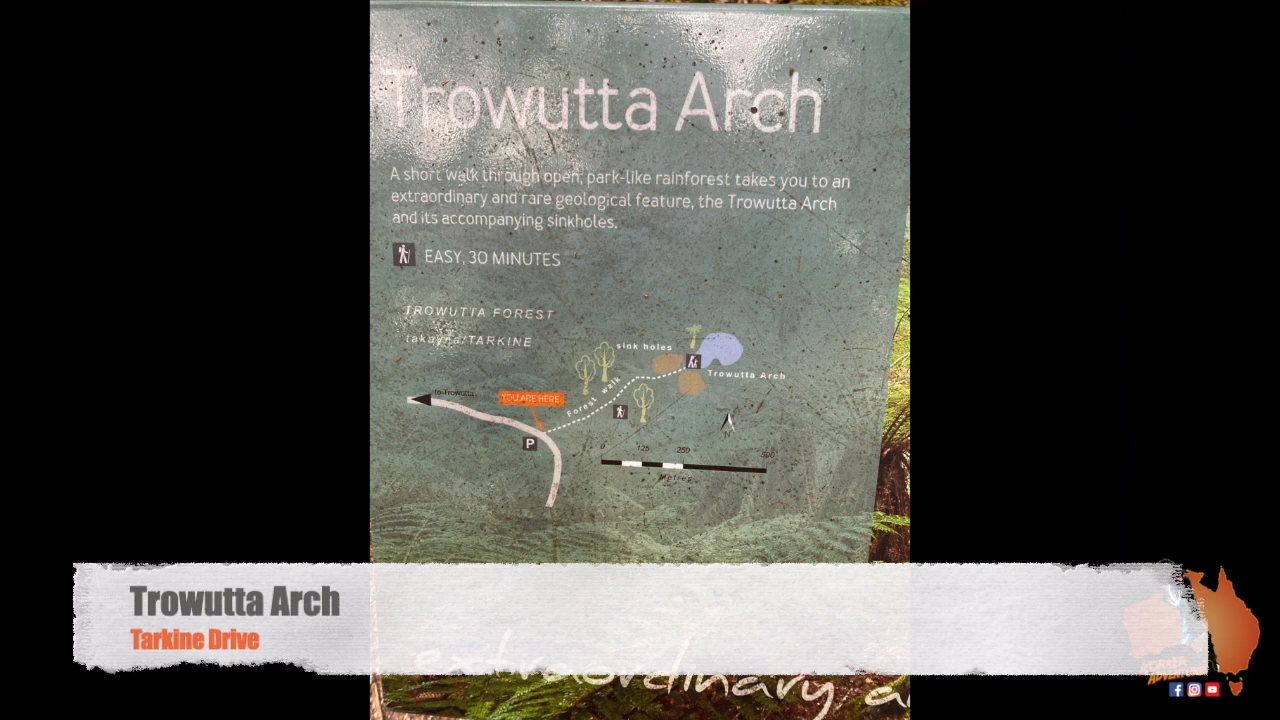 Trowutta Arch
A short walk through open, park-like rainforest takes you to an
extraordinary and rare geological feature, the Trowutta Arch
and its accompanying sinkholes.
EASY, 30 MINUTES
TROWUTTA FOREST
takayna/TARKINE
sink holes
Trowutta Arch
to Trowutta
YOU ARE HERE
Forest walk
P
N
0 125 250 500
Metres
Trowutta Arch
Tarkine Drive
extraordinary a